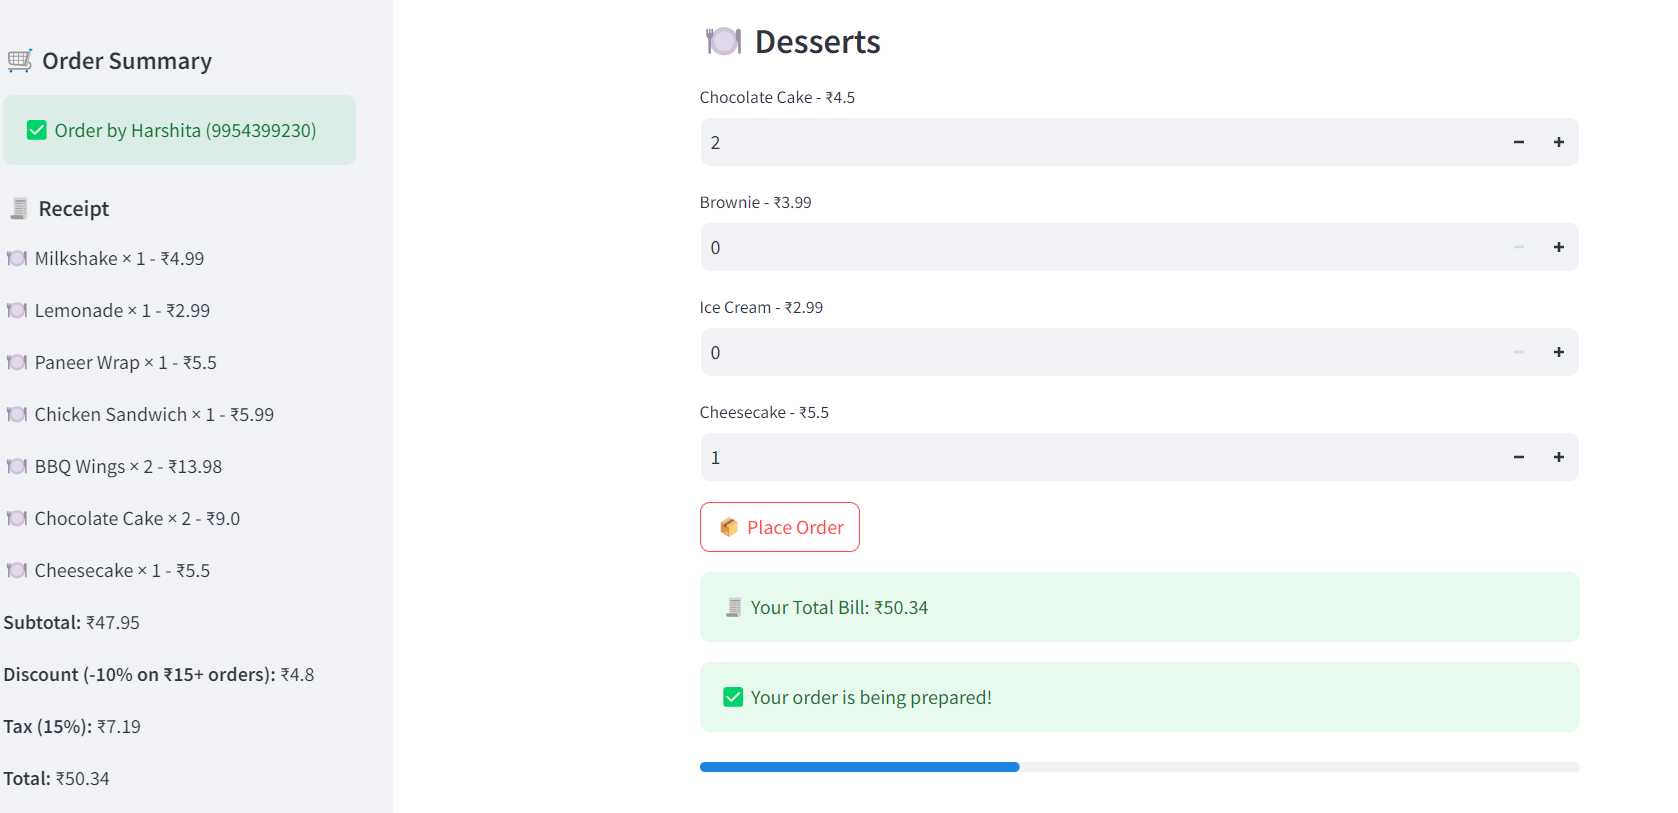 Order Summary
Order by Harshita (9954399230)
Receipt
Milkshake × 1 - ₹4.99
Lemonade × 1 - ₹2.99
Paneer Wrap × 1 - ₹5.5
Chicken Sandwich × 1 - ₹5.99
BBQ Wings × 2 - ₹13.98
Chocolate Cake × 2 - ₹9.0
Cheesecake × 1 - ₹5.5
Subtotal: ₹47.95
Discount (-10% on ₹15+ orders): ₹4.8
Tax (15%): ₹7.19
Total: ₹50.34
Desserts
Chocolate Cake - ₹4.5
2
Brownie - ₹3.99
0
Ice Cream - ₹2.99
0
Cheesecake - ₹5.5
1
Place Order
Your Total Bill: ₹50.34
Your order is being prepared!